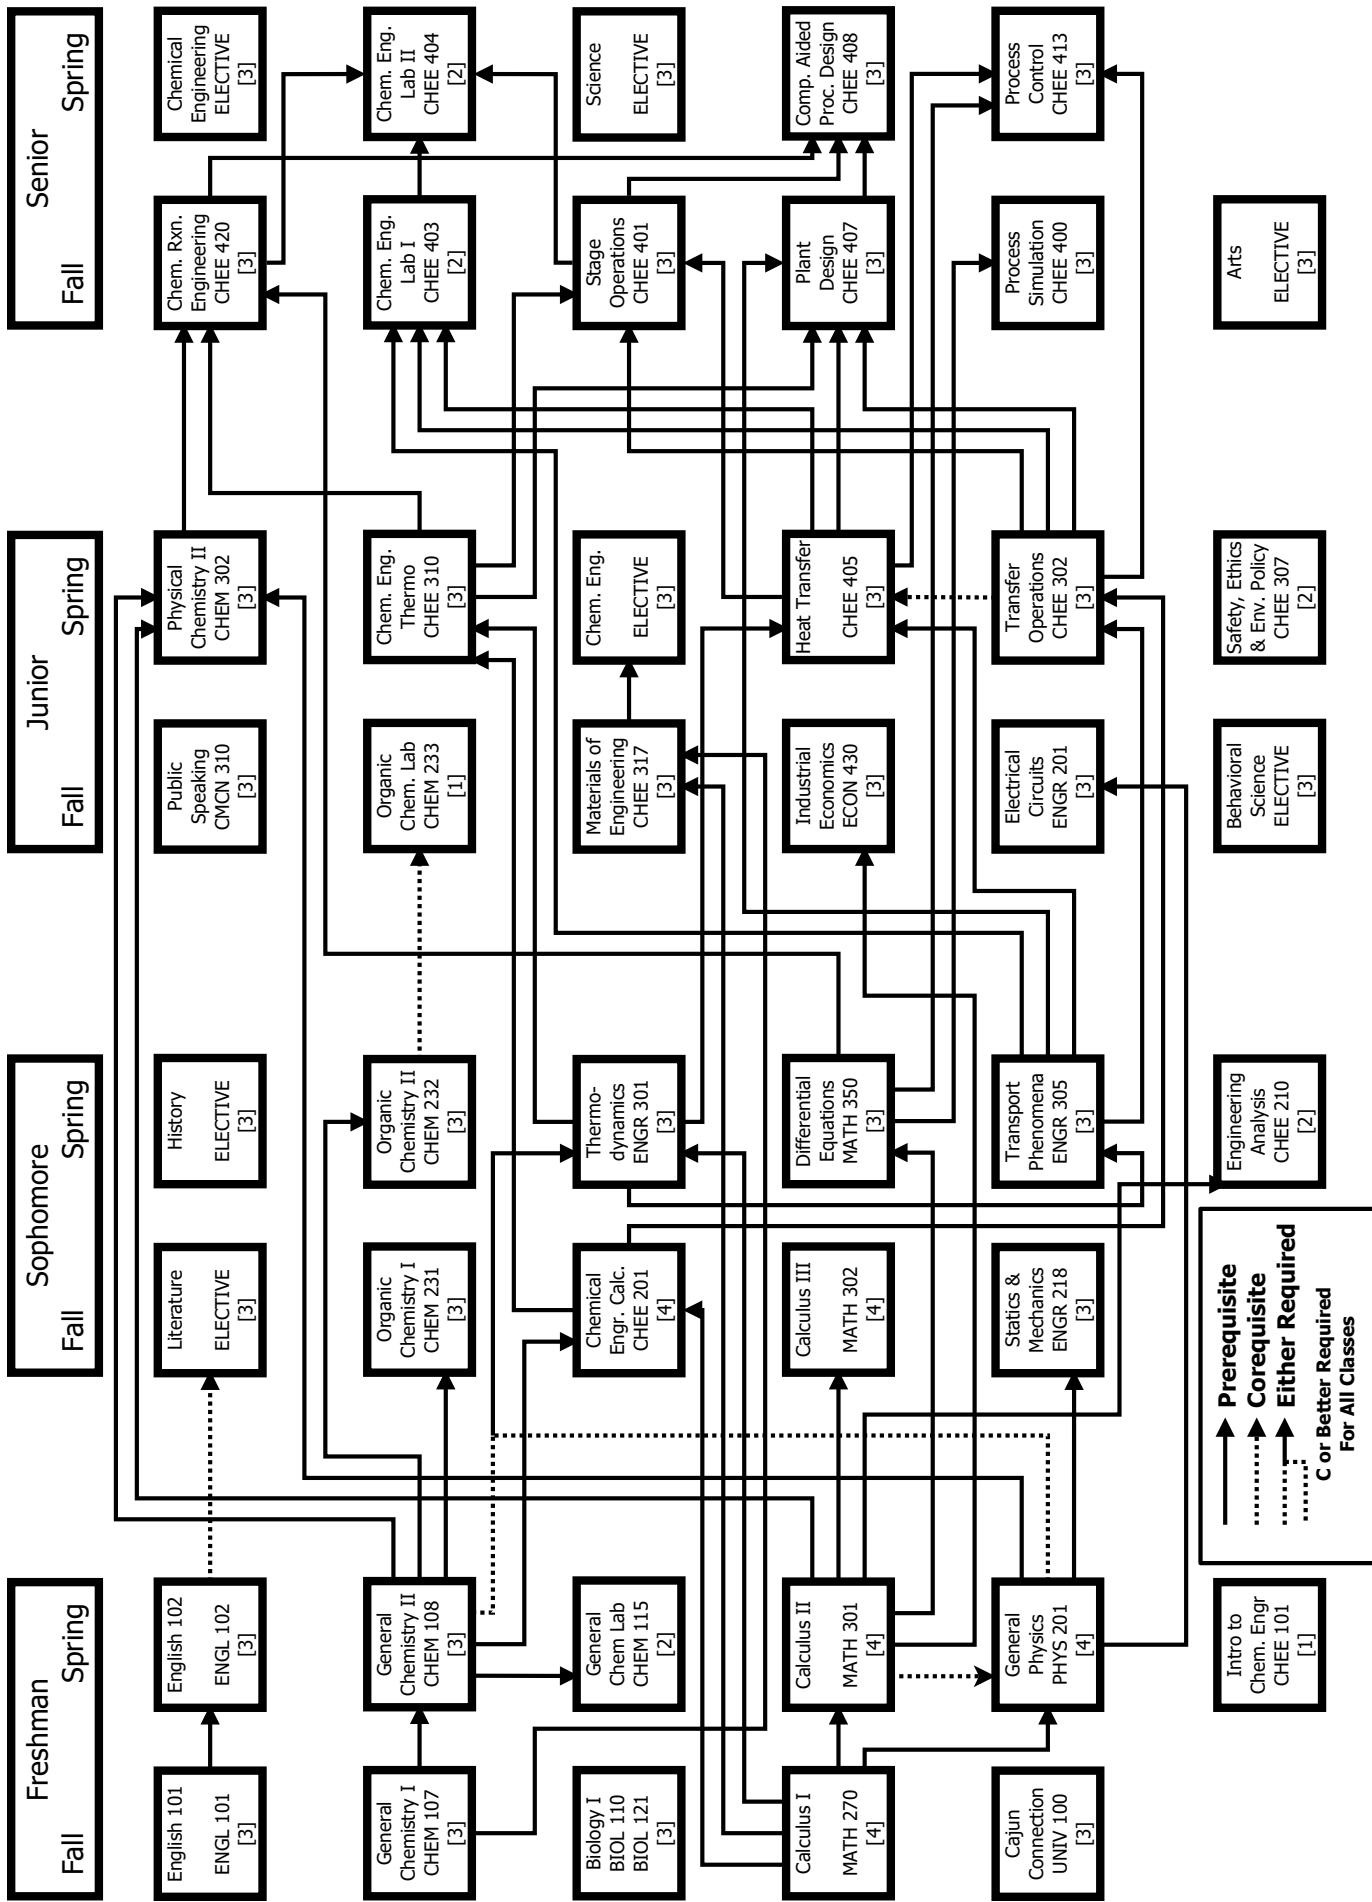 Freshman
Fall
Spring
Sophomore
Fall
Spring
Junior
Fall
Spring
Senior
Fall
Spring
English 101
ENGL 101
[3]
English 102
ENGL 102
[3]
Literature
ELECTIVE
[3]
History
ELECTIVE
[3]
Public
Speaking
CMCN 310
[3]
Physical
Chemistry II
CHEM 302
[3]
Chem. Rxn.
Engineering
CHEE 420
[3]
Chemical
Engineering
ELECTIVE
[3]
General
Chemistry I
CHEM 107
[3]
General
Chemistry II
CHEM 108
[3]
Organic
Chemistry I
CHEM 231
[3]
Organic
Chemistry II
CHEM 232
[3]
Organic
Chem. Lab
CHEM 233
[1]
Chem. Eng.
Thermo
CHEE 310
[3]
Chem. Eng.
Lab I
CHEE 403
[2]
Chem. Eng.
Lab II
CHEE 404
[2]
Biology I
BIOL 110
BIOL 121
[3]
General
Chem Lab
CHEM 115
[2]
Chemical
Engr. Calc.
CHEE 201
[4]
Thermo-
dynamics
ENGR 301
[3]
Materials of
Engineering
CHEE 317
[3]
Chem. Eng.
ELECTIVE
[3]
Stage
Operations
CHEE 401
[3]
Science
ELECTIVE
[3]
Calculus I
MATH 270
[4]
Calculus II
MATH 301
[4]
Calculus III
MATH 302
[4]
Differential
Equations
MATH 350
[3]
Industrial
Economics
ECON 430
[3]
Heat Transfer
CHEE 405
[3]
Plant
Design
CHEE 407
[3]
Comp. Aided
Proc. Design
CHEE 408
[3]
Cajun
Connection
UNIV 100
[3]
General
Physics
PHYS 201
[4]
Statics &
Mechanics
ENGR 218
[3]
Transport
Phenomena
ENGR 305
[3]
Electrical
Circuits
ENGR 201
[3]
Transfer
Operations
CHEE 302
[3]
Process
Simulation
CHEE 400
[3]
Process
Control
CHEE 413
[3]
Intro to
Chem. Engr
CHEE 101
[1]
Engineering
Analysis
CHEE 210
[2]
Behavioral
Science
ELECTIVE
[3]
Safety, Ethics
& Env. Policy
CHEE 307
[2]
Arts
ELECTIVE
[3]
Prerequisite
Corequisite
Either Required
C or Better Required
For All Classes